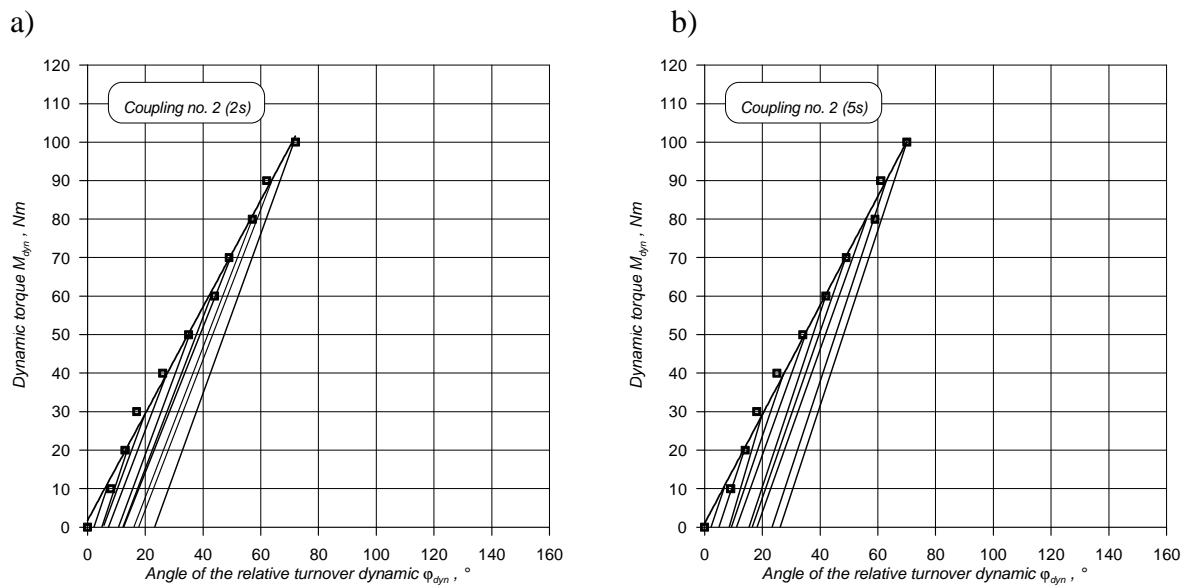 a)
120
110
100
90
80
70
60
50
40
30
20
10
0
Dynamic torque M_dyn , Nm
Coupling no. 2 (2s)
0 20 40 60 80 100 120 140 160
Angle of the relative turnover dynamic φ_dyn , °
b)
120
110
100
90
80
70
60
50
40
30
20
10
0
Dynamic torque M_dyn , Nm
Coupling no. 2 (5s)
0 20 40 60 80 100 120 140 160
Angle of the relative turnover dynamic φ_dyn , °